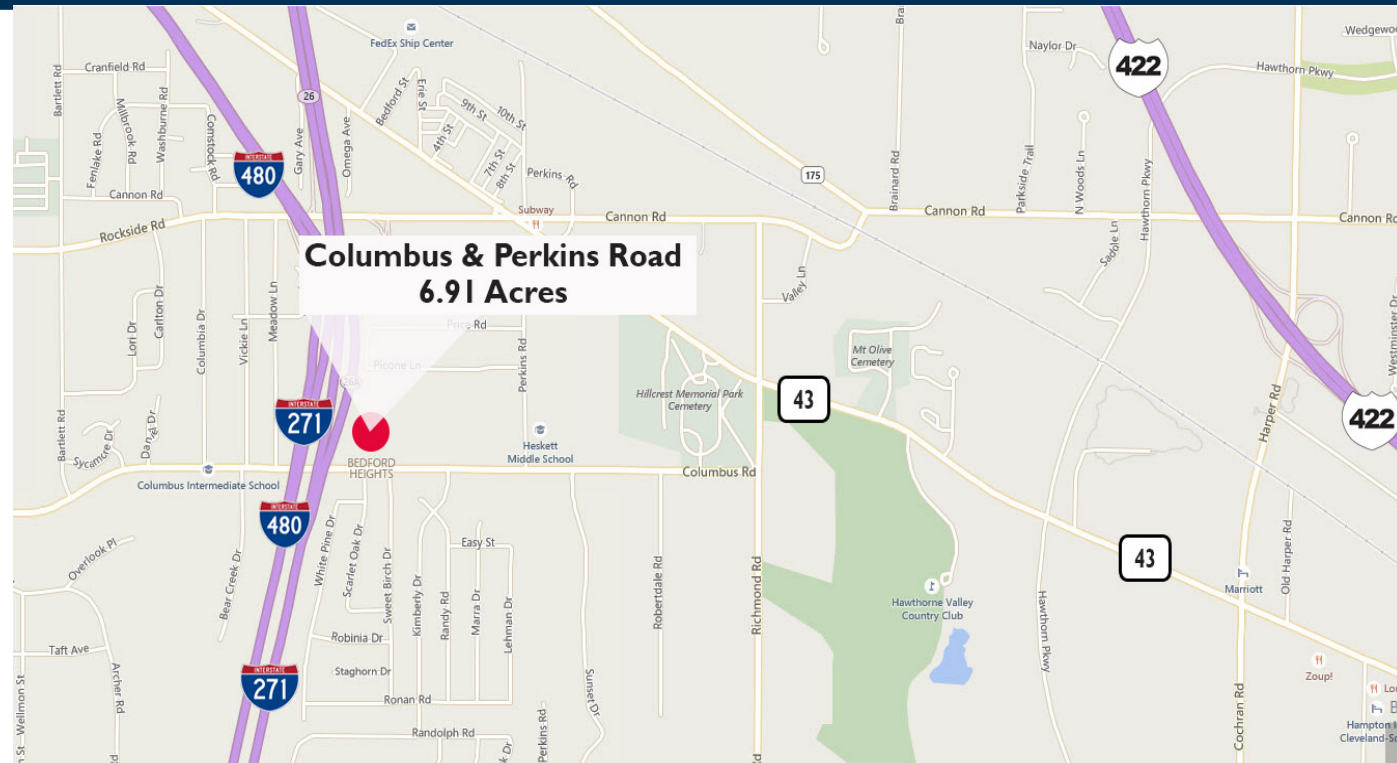 FedEx Ship Center
Naylor Dr
422
Hawthorn Pkwy
Cranfield Rd
Bartlett Rd
Millbrook Rd
Washburne Rd
Fenlake Rd
Comstock Rd
26
Gary Ave
Omega Ave
Bedford St
Erie St
9th St
10th St
4th St
7th St
8th St
Perkins Rd
INTERSTATE
480
175
Brainard Rd
Parkside Trail
N Woods Ln
Hawthorn Pkwy
Cannon Rd
Rockside Rd
Subway
Cannon Rd
Cannon Rd
Sadble Ln
Columbus & Perkins Road
6.91 Acres
Valley Ln
Lori Dr
Carlton Dr
Columbia Dr
Vickie Ln
Meadow Ln
Price Rd
Picone Ln
26A
Perkins Rd
Mt Olive
Cemetery
Hillcrest Memorial Park
Cemetery
43
INTERSTATE
271
Harper Rd
422
Bartlett Rd
Sycamore Dr
Heskett
Middle School
BEDFORD
HEIGHTS
Columbus Rd
Columbus Intermediate School
INTERSTATE
480
Overlook Pl
Bear Creek Dr
White Pine Dr
Scarlet Oak Dr
Sweet Birch Dr
Kimberly Dr
Randy Rd
Easy St
Marra Dr
Lehman Dr
Robertdale Rd
Richmond Rd
43
Old Harper Rd
Marriott
Hawthorne Valley
Country Club
Hawthorn Pkwy
Robinia Dr
Taft Ave
Staghorn Dr
Archer Rd
INTERSTATE
271
Ronan Rd
Randolph Rd
Sunset Dr
Perkins Rd
Wellmon St
Cochran Rd
Zoup!